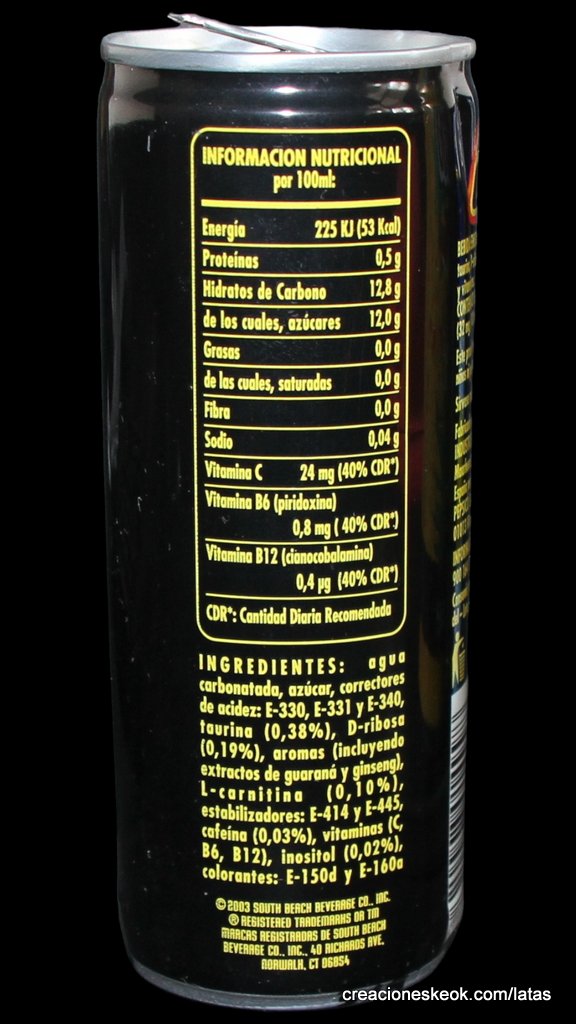 INFORMACION NUTRICIONAL
por 100ml:
Energía 225 KJ (53 Kcal)
Proteínas 0,5 g
Hidratos de Carbono 12,8 g
de los cuales, azúcares 12,0 g
Grasas 0,0 g
de las cuales, saturadas 0,0 g
Fibra 0,0 g
Sodio 0,04 g
Vitamina C 24 mg (40% CDR*)
Vitamina B6 (piridoxina)
0,8 mg ( 40% CDR*)
Vitamina B12 (cianocobalamina)
0,4 µg (40% CDR*)
CDR*: Cantidad Diaria Recomendada
INGREDIENTES: agua
carbonatada, azúcar, correctores
de acidez: E-330, E-331 y E-340,
taurina (0,38%), D-ribosa
(0,19%), aromas (incluyendo
extractos de guaraná y ginseng),
L-carnitina (0,10%),
estabilizadores: E-414 y E-445,
cafeína (0,03%), vitaminas (C,
B6, B12), inositol (0,02%),
colorantes: E-150d y E-160a
©2003 SOUTH BEACH BEVERAGE CO., INC.
® REGISTERED TRADEMARKS OR TM
MARCAS REGISTRADAS DE SOUTH BEACH
BEVERAGE CO., INC., 40 RICHARDS AVE.
NORWALK, CT 06854
creacioneskeok.com/latas